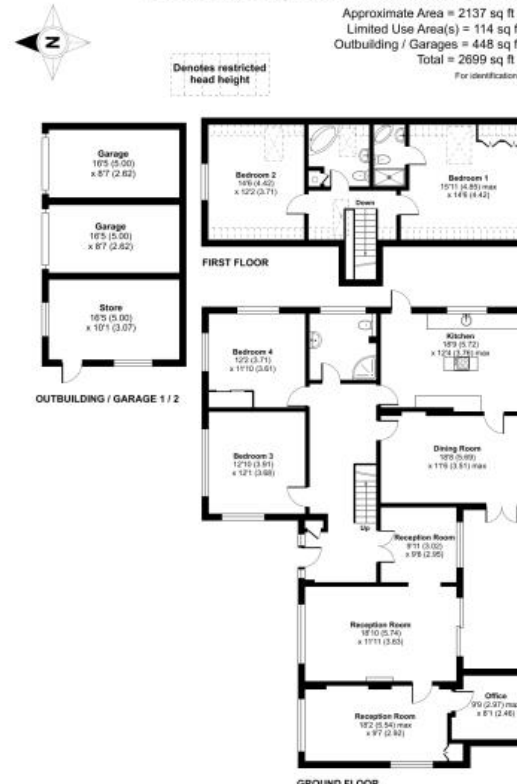 Approximate Area = 2137 sq ft
Limited Use Area(s) = 114 sq f
Outbuilding / Garages = 448 sq f
Total = 2699 sq ft
For identification
N
Denotes restricted
head height
Garage
16'5 (5.00)
x 8'7 (2.62)
Garage
16'5 (5.00)
x 8'7 (2.62)
Store
16'5 (5.00)
x 10'1 (3.07)
OUTBUILDING / GARAGE 1 / 2
Bedroom 2
14'6 (4.42)
x 12'2 (3.71)
Down
Bedroom 1
15'11 (4.85) max
x 14'6 (4.42)
FIRST FLOOR
Bedroom 4
12'2 (3.71)
x 11'10 (3.61)
Kitchen
18'9 (5.72)
x 12'4 (3.76) max
Bedroom 3
12'10 (3.91)
x 12'1 (3.68)
Dining Room
18'8 (5.69)
x 11'6 (3.51) max
Up
Reception Room
9'11 (3.02)
x 9'8 (2.95)
Reception Room
18'10 (5.74)
x 11'11 (3.63)
Reception Room
18'2 (5.54) max
x 9'7 (2.92)
Office
9'9 (2.97) ma
x 8'1 (2.46)
GROUND FLOOR